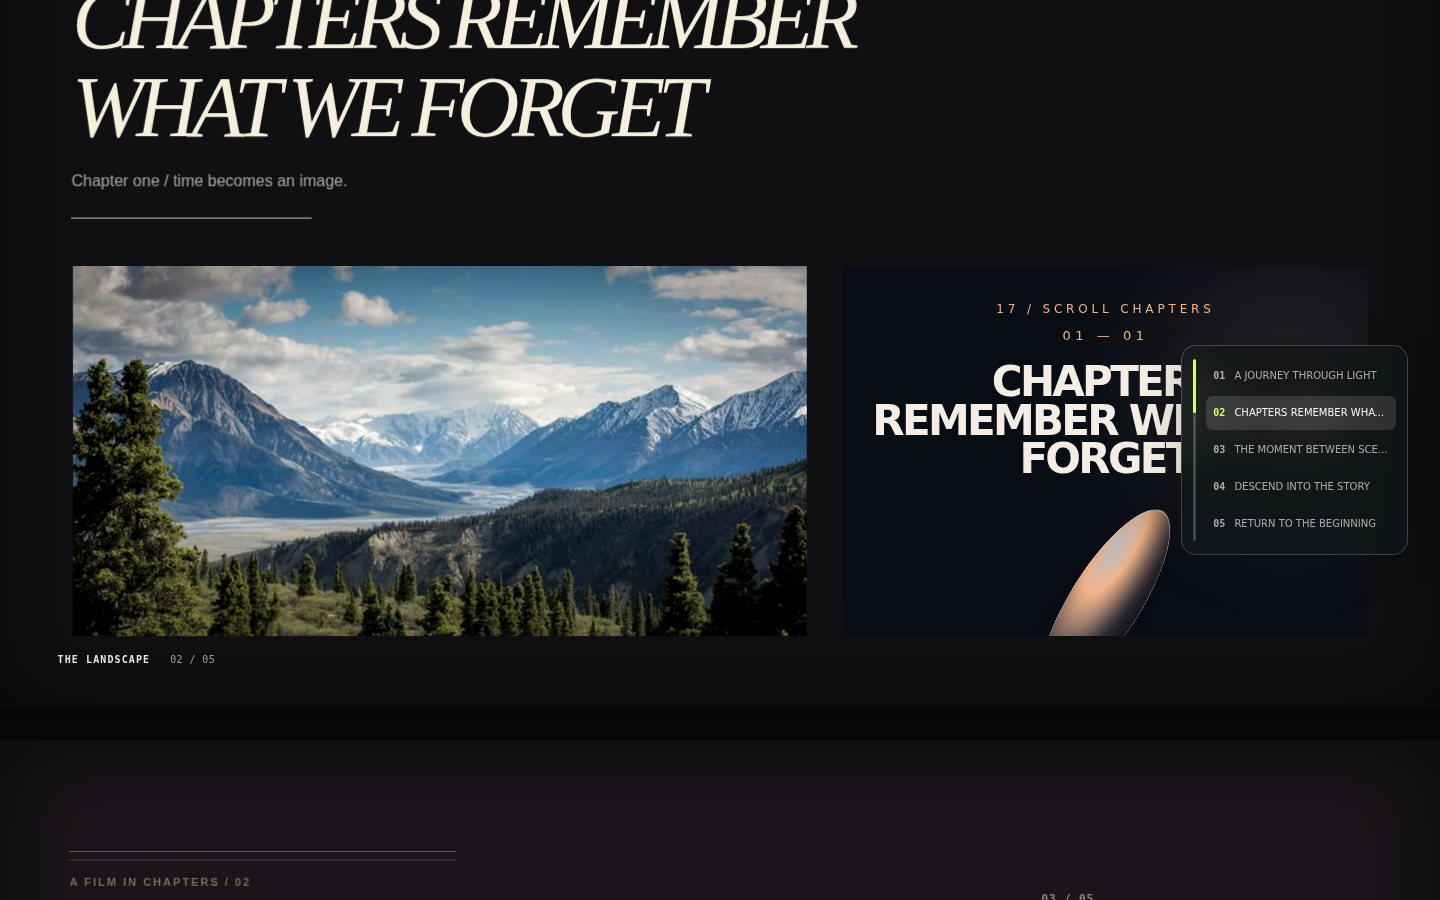 CHAPTERS REMEMBER
WHAT WE FORGET
Chapter one / time becomes an image.
17 / SCROLL CHAPTERS
01 — 01
CHAPTER
REMEMBER W
FORGET
01 A JOURNEY THROUGH LIGHT
02 CHAPTERS REMEMBER WHA...
03 THE MOMENT BETWEEN SCE...
04 DESCEND INTO THE STORY
05 RETURN TO THE BEGINNING
THE LANDSCAPE 02 / 05
A FILM IN CHAPTERS / 02
03 / 05